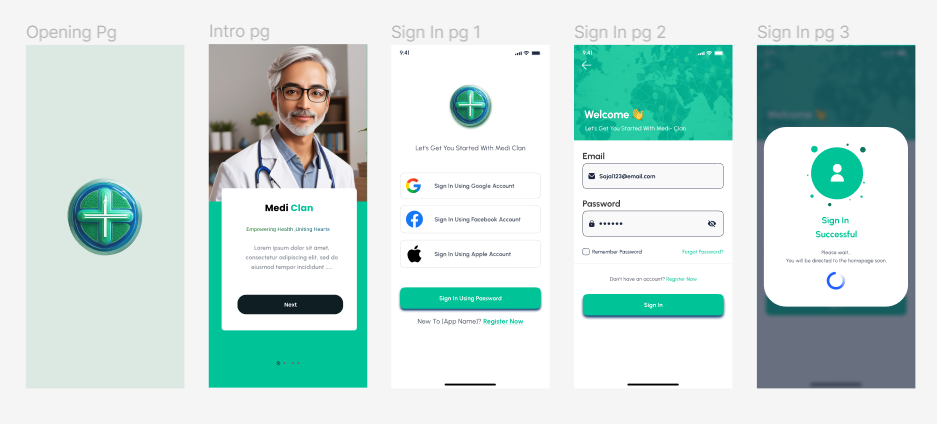 Opening Pg
Intro pg
Medi Clan
Empowering Health ,Uniting Hearts
Lorem ipsum dolor sit amet,
consectetur adipiscing elit. sed do
eiusmod tempor incididunt ....
Next
Sign In pg 1
9:41
Let's Get You Started With Medi Clan
Sign In Using Google Account
Sign In Using Facebook Account
Sign In Using Apple Account
Sign In Using Password
New To [App Name]? Register Now
Sign In pg 2
9:41
Welcome 👋
Let's Get You Started With Medi- Clan
Email
Sajal123@email.com
Password
••••••
Remember Password
Forgot Password?
Don't have an account? Register Now
Sign In
Sign In pg 3
Welcome 👋
Sign In
Successful
Please wait...
You will be directed to the homepage soon